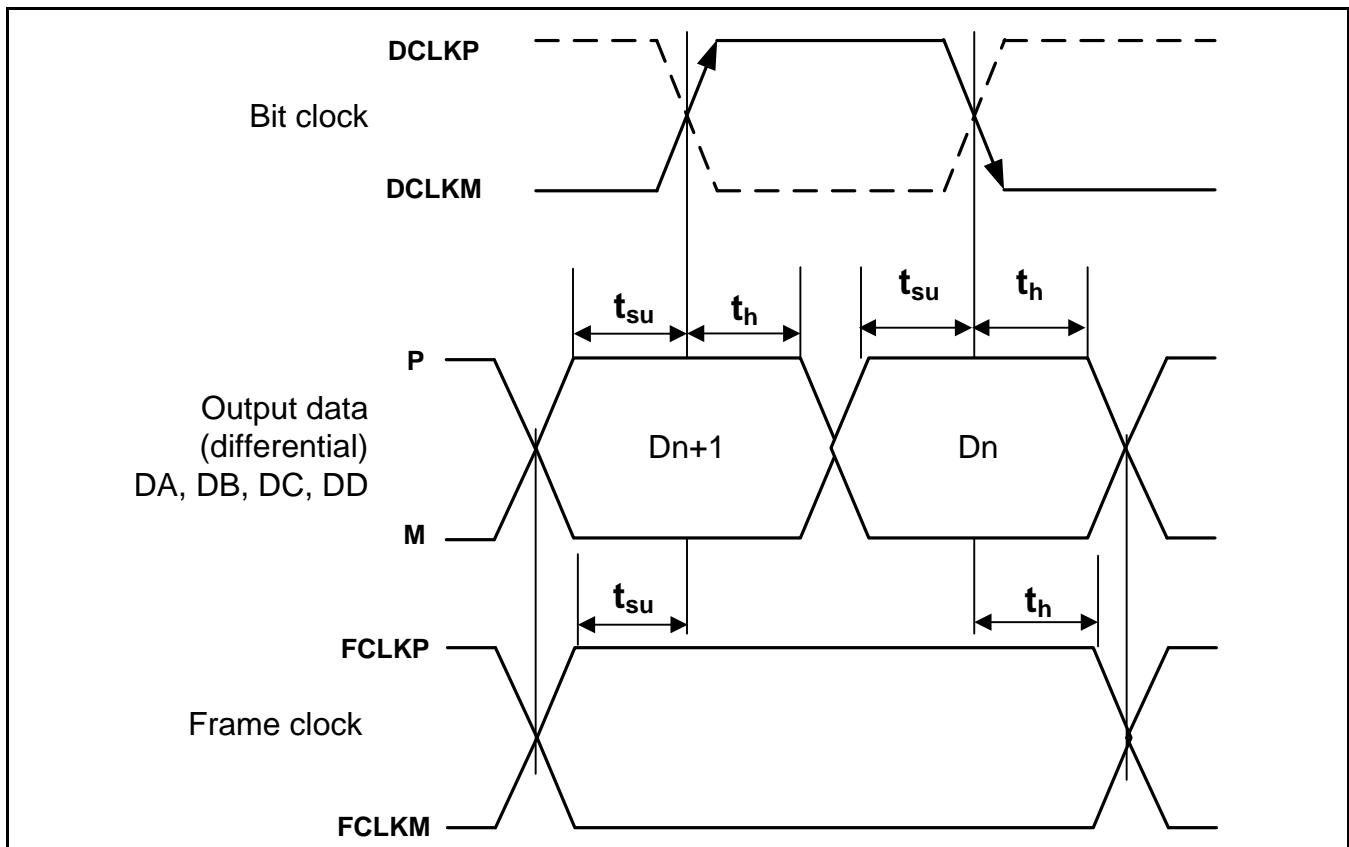 DCLKP
Bit clock
DCLKM
tsu th tsu th
P
Output data
(differential)
DA, DB, DC, DD
Dn+1 Dn
M
tsu th
FCLKP
Frame clock
FCLKM